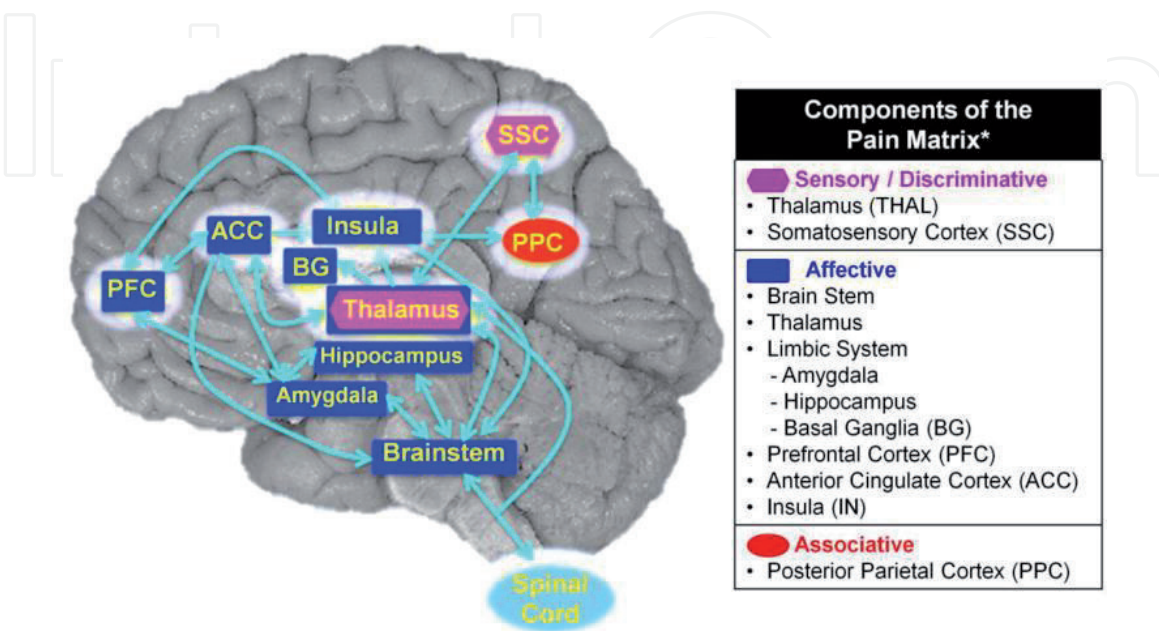 SSC
ACC
Insula
PPC
BG
PFC
Thalamus
Hippocampus
Amygdala
Brainstem
Spinal
Cord
Components of the
Pain Matrix*
Sensory / Discriminative
• Thalamus (THAL)
• Somatosensory Cortex (SSC)
Affective
• Brain Stem
• Thalamus
• Limbic System
- Amygdala
- Hippocampus
- Basal Ganglia (BG)
• Prefrontal Cortex (PFC)
• Anterior Cingulate Cortex (ACC)
• Insula (IN)
Associative
• Posterior Parietal Cortex (PPC)